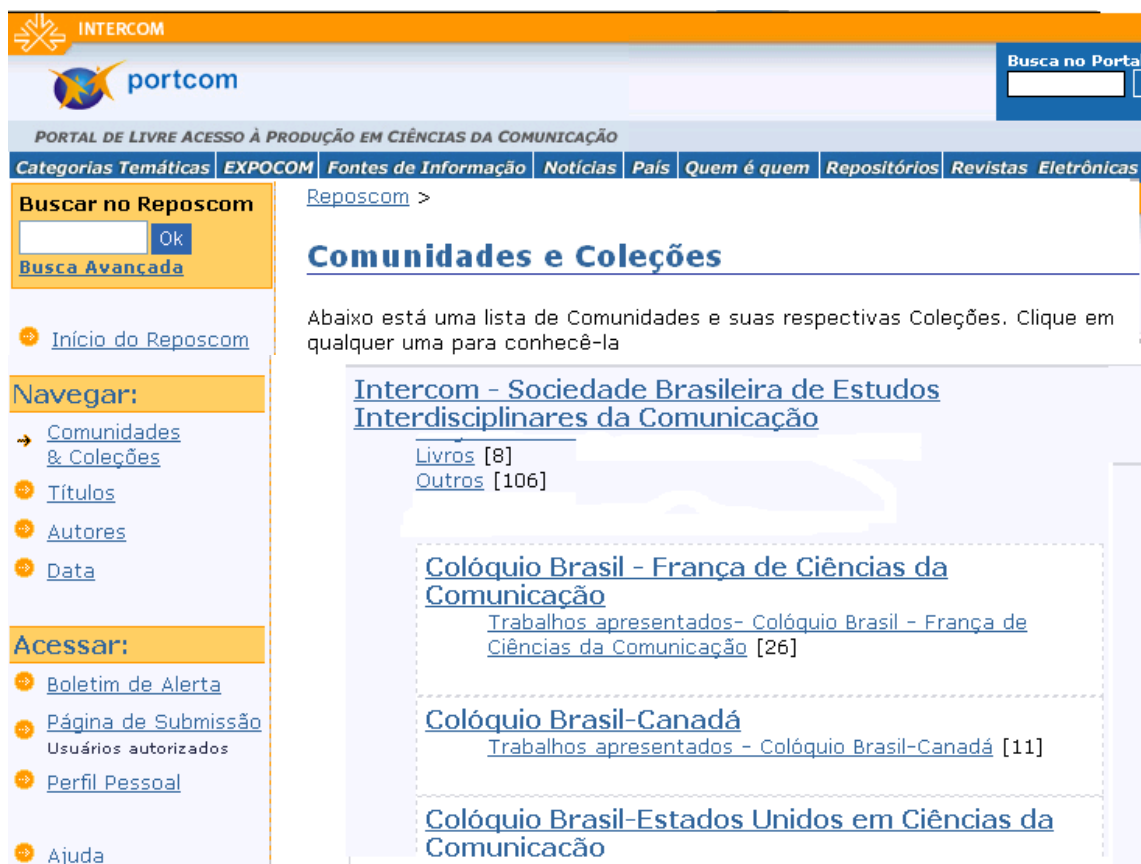 INTERCOM
portcom
Busca no Porta
PORTAL DE LIVRE ACESSO À PRODUÇÃO EM CIÊNCIAS DA COMUNICAÇÃO
Categorias Temáticas EXPOCOM Fontes de Informação Notícias País Quem é quem Repositórios Revistas Eletrônicas
Buscar no Reposcom
Ok
Busca Avançada
Início do Reposcom
Navegar:
Comunidades
& Coleções
Títulos
Autores
Data
Acessar:
Boletim de Alerta
Página de Submissão
Usuários autorizados
Perfil Pessoal
Ajuda
Reposcom >
Comunidades e Coleções
Abaixo está uma lista de Comunidades e suas respectivas Coleções. Clique em
qualquer uma para conhecê-la
Intercom - Sociedade Brasileira de Estudos
Interdisciplinares da Comunicação
Livros [8]
Outros [106]
Colóquio Brasil - França de Ciências da
Comunicação
Trabalhos apresentados- Colóquio Brasil - França de
Ciências da Comunicação [26]
Colóquio Brasil-Canadá
Trabalhos apresentados - Colóquio Brasil-Canadá [11]
Colóquio Brasil-Estados Unidos em Ciências da
Comunicação